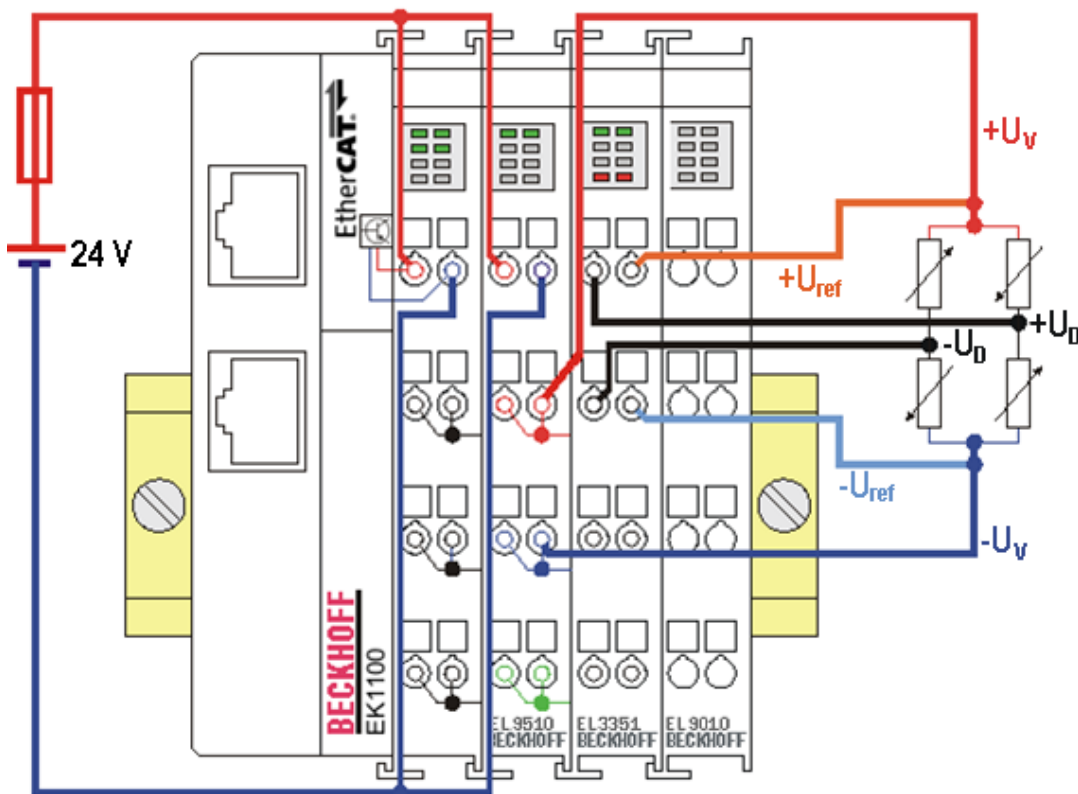 24 V
EtherCAT®
BECKHOFF
EK1100
EL9510
BECKHOFF
EL3351
BECKHOFF
EL9010
BECKHOFF
+Uv
+Uref
+UD
-UD
-Uref
-Uv